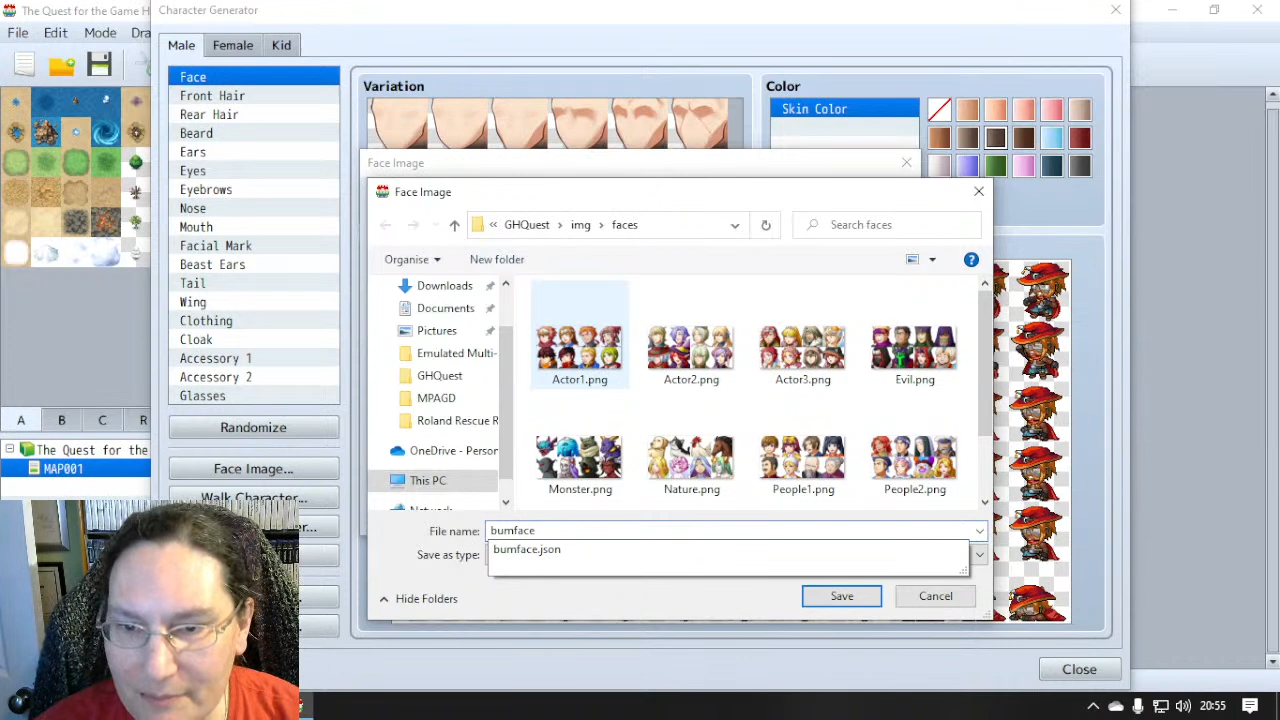 The Quest for the Game H
Character Generator
File Edit Mode Dra
Male Female Kid
Face
Front Hair
Rear Hair
Beard
Ears
Eyes
Eyebrows
Nose
Mouth
Facial Mark
Beast Ears
Tail
Wing
Clothing
Cloak
Accessory 1
Accessory 2
Glasses
Randomize
Face Image...
Walk Character...
Variation
Color
Skin Color
Face Image
Face Image
« GHQuest › img › faces
Search faces
Organise
New folder
Downloads
Documents
Pictures
Emulated Multi-
GHQuest
MPAGD
Roland Rescue R
OneDrive - Person
This PC
Actor1.png
Actor2.png
Actor3.png
Evil.png
Monster.png
Nature.png
People1.png
People2.png
File name: bumface
bumface.json
Save as type:
Hide Folders
Save
Cancel
Close
A B C R
The Quest for the
MAP001
20:55